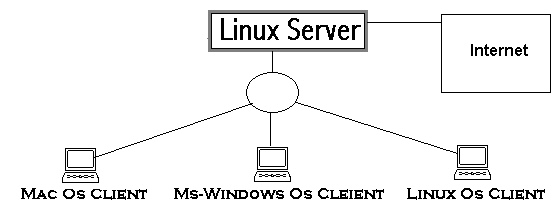 Linux Server
Internet
Mac Os Client
Ms-Windows Os Cleient
Linux Os Client